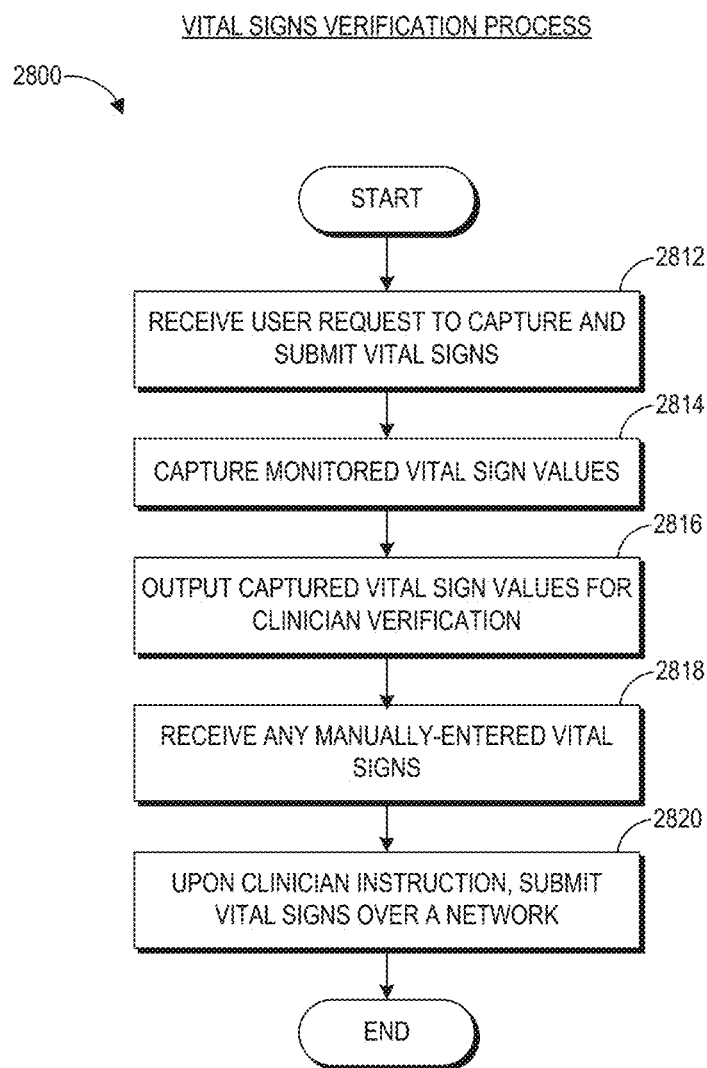 VITAL SIGNS VERIFICATION PROCESS
2800
START
2812
RECEIVE USER REQUEST TO CAPTURE AND
SUBMIT VITAL SIGNS
2814
CAPTURE MONITORED VITAL SIGN VALUES
2816
OUTPUT CAPTURED VITAL SIGN VALUES FOR
CLINICIAN VERIFICATION
2818
RECEIVE ANY MANUALLY-ENTERED VITAL
SIGNS
2820
UPON CLINICIAN INSTRUCTION, SUBMIT
VITAL SIGNS OVER A NETWORK
END